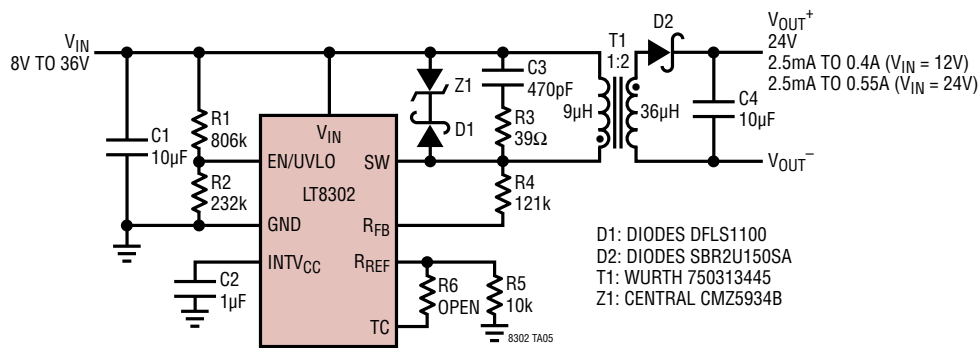 VIN
8V TO 36V
C1
10µF
R1
806k
R2
232k
C2
1µF
VIN
EN/UVLO
SW
LT8302
GND
RFB
INTVCC
RREF
TC
Z1
D1
C3
470pF
R3
39Ω
R4
121k
R6
OPEN
R5
10k
8302 TA05
T1
1:2
9µH
36µH
D2
C4
10µF
VOUT+
24V
2.5mA TO 0.4A (VIN = 12V)
2.5mA TO 0.55A (VIN = 24V)
VOUT–
D1: DIODES DFLS1100
D2: DIODES SBR2U150SA
T1: WURTH 750313445
Z1: CENTRAL CMZ5934B